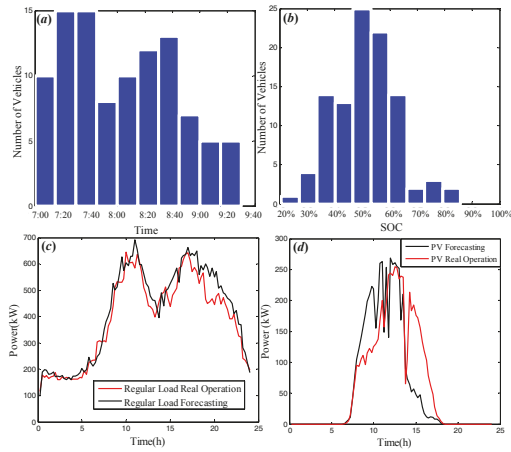 (a)
15
10
5
0
Number of Vehicles
7:00 7:20 7:40 8:00 8:20 8:40 9:00 9:20 9:40
Time
(b)
25
20
15
10
5
0
Number of Vehicles
20% 30% 40% 50% 60% 70% 80% 90% 100%
SOC
(c)
700
600
500
400
300
200
100
0
Power(kW)
Regular Load Real Operation
Regular Load Forecasting
0 5 10 15 20 25
Time(h)
(d)
PV Forecasting
PV Real Operation
300
250
200
150
100
50
0
Power (kW)
0 5 10 15 20 25
Time(h)